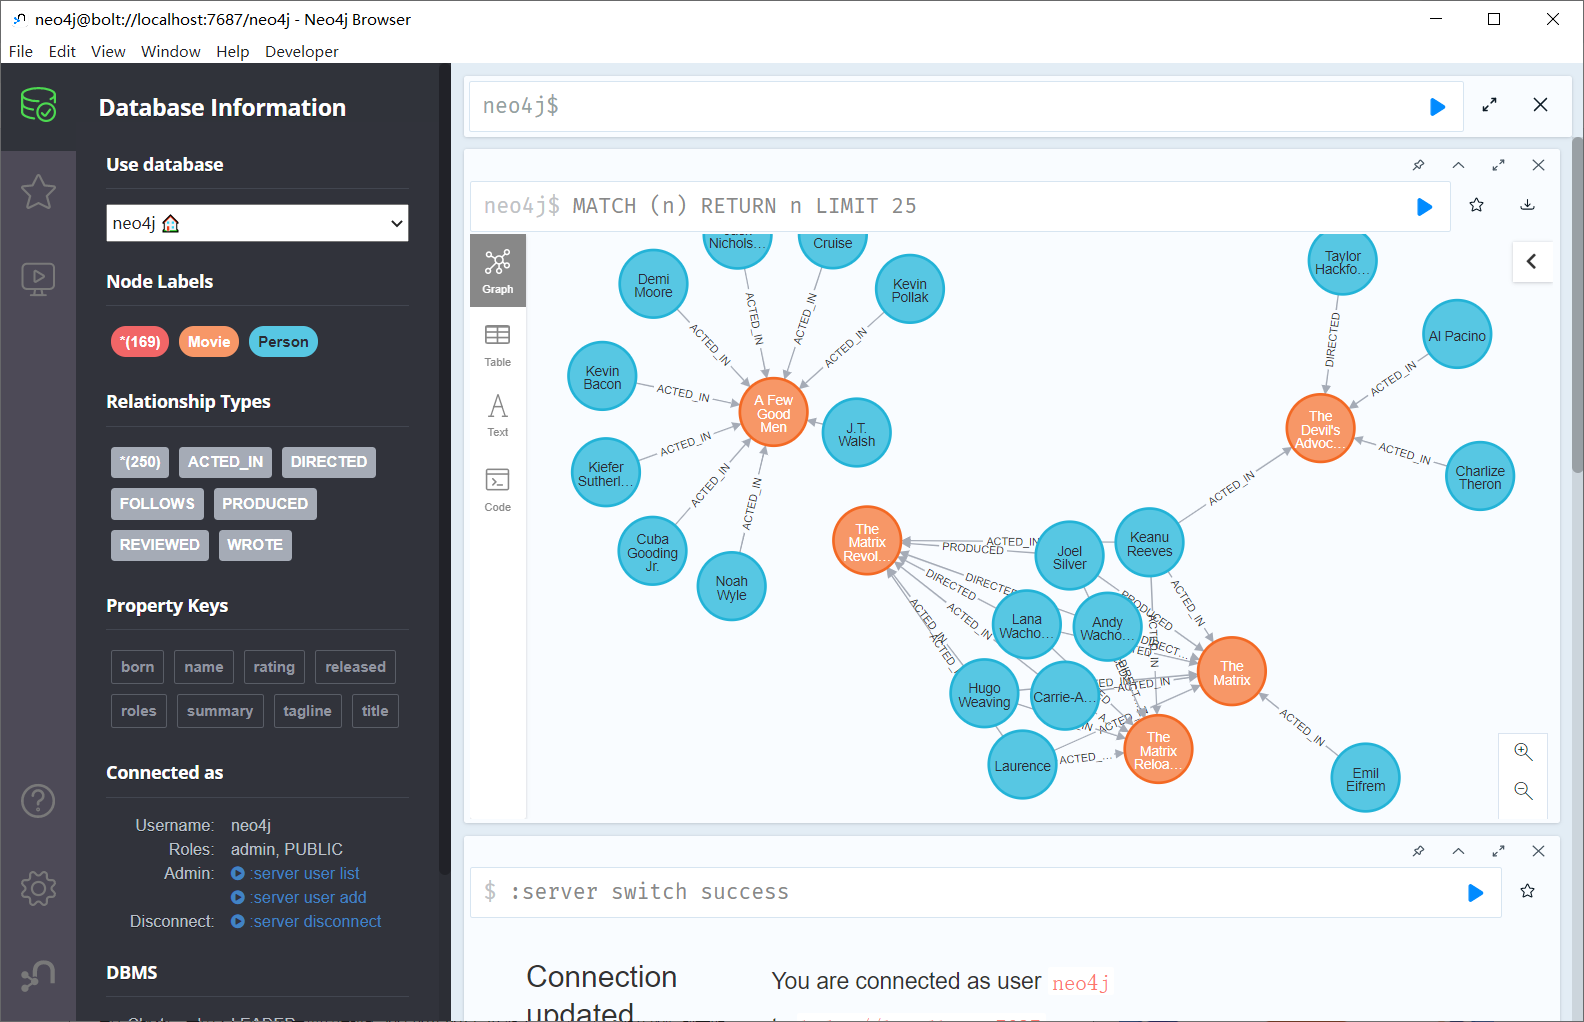 neo4j@bolt://localhost:7687/neo4j - Neo4j Browser
File Edit View Window Help Developer
Database Information
Use database
neo4j
Node Labels
*(169) Movie Person
Relationship Types
*(250) ACTED_IN DIRECTED
FOLLOWS PRODUCED
REVIEWED WROTE
Property Keys
born name rating released
roles summary tagline title
Connected as
Username: neo4j
Roles: admin, PUBLIC
Admin: :server user list
:server user add
Disconnect: :server disconnect
DBMS
neo4j$
neo4j$ MATCH (n) RETURN n LIMIT 25
Graph
Table
Text
Code
Nichols...
Cruise
Demi
Moore
Kevin
Pollak
Kevin
Bacon
A Few
Good
Men
J.T.
Walsh
Kiefer
Sutherl...
Cuba
Gooding
Jr.
Noah
Wyle
ACTED_IN
ACTED_IN
ACTED_IN
ACTED_IN
ACTED_IN
ACTED_IN
ACTED_IN
ACTED_IN
Taylor
Hackfo...
DIRECTED
Al Pacino
ACTED_IN
The
Devil's
Advoc...
ACTED_IN
Charlize
Theron
ACTED_IN
The
Matrix
Revol...
ACTED_IN
PRODUCED
Joel
Silver
Keanu
Reeves
DIRECTED
DIRECTED
ACTED_IN
ACTED_IN
ACTED_IN
PRODUCED
ACTED_IN
Lana
Wacho...
Andy
Wacho...
DIRECT...
The
Matrix
Hugo
Weaving
Carrie-A...
ACTED_IN
Laurence
ACTED_...
The
Matrix
Reloa...
ACTED_IN
Emil
Eifrem
$ :server switch success
Connection
updated
You are connected as user neo4j